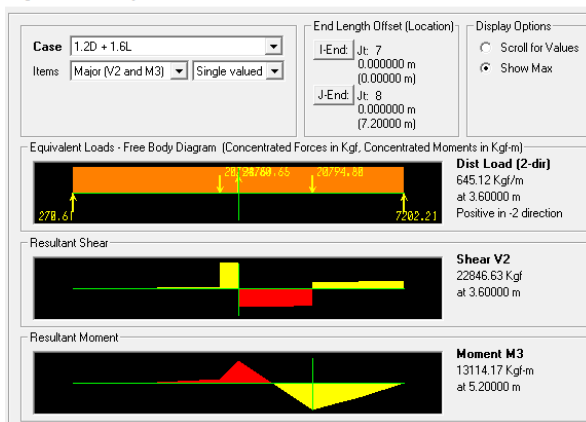 End Length Offset (Location)
Display Options
Case 1.2D + 1.6L
I-End: Jt: 7
Scroll for Values
0.000000 m
Items Major (V2 and M3) Single valued
(0.00000 m)
Show Max
J-End: Jt: 8
0.000000 m
(7.20000 m)
Equivalent Loads - Free Body Diagram (Concentrated Forces in Kgf, Concentrated Moments in Kgf-m)
Dist Load (2-dir)
20794.80
645.12 Kgf/m
at 3.60000 m
270.61
7202.21
Positive in -2 direction
Resultant Shear
Shear V2
22846.63 Kgf
at 3.60000 m
Resultant Moment
Moment M3
13114.17 Kgf-m
at 5.20000 m